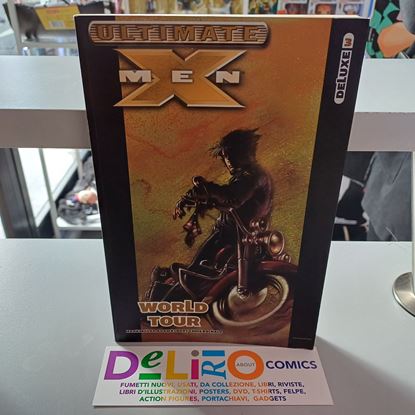 ULTIMATE
X
MEN
DELUXE 3
WORLD
TOUR
DeLiRiO ABOUT COMICS
FUMETTI NUOVI, USATI, DA COLLEZIONE, LIBRI, RIVISTE,
LIBRI D'ILLUSTRAZIONI, POSTERS, DVD, T-SHIRTS, FELPE,
ACTION FIGURES, PORTACHIAVI, GADGETS